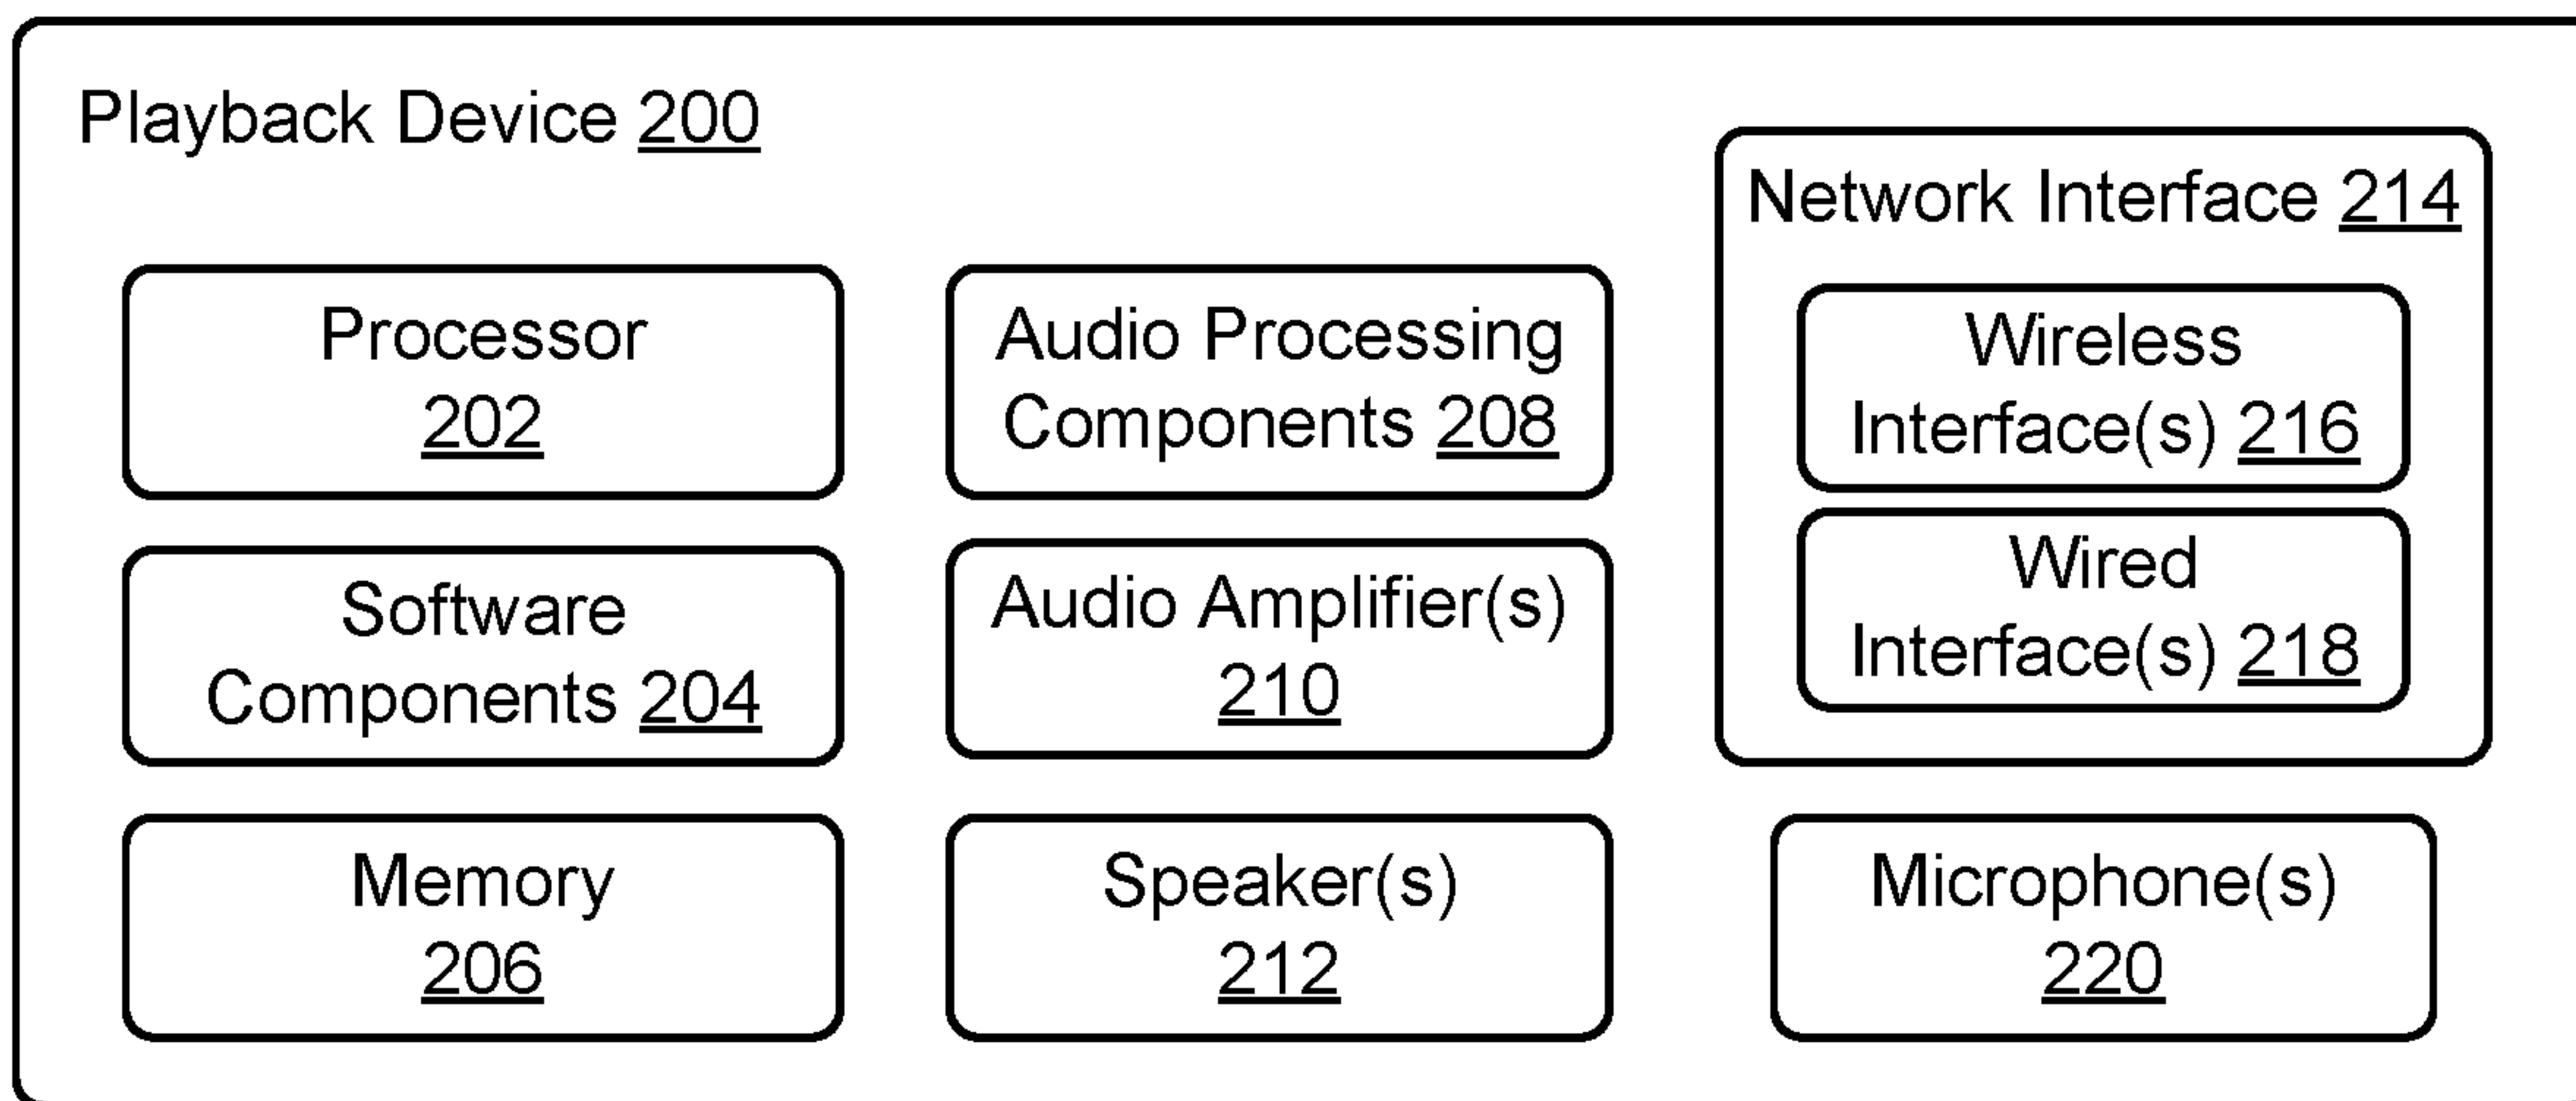 Playback Device 200
Processor
202
Software
Components 204
Memory
206
Audio Processing
Components 208
Audio Amplifier(s)
210
Speaker(s)
212
Network Interface 214
Wireless
Interface(s) 216
Wired
Interface(s) 218
Microphone(s)
220